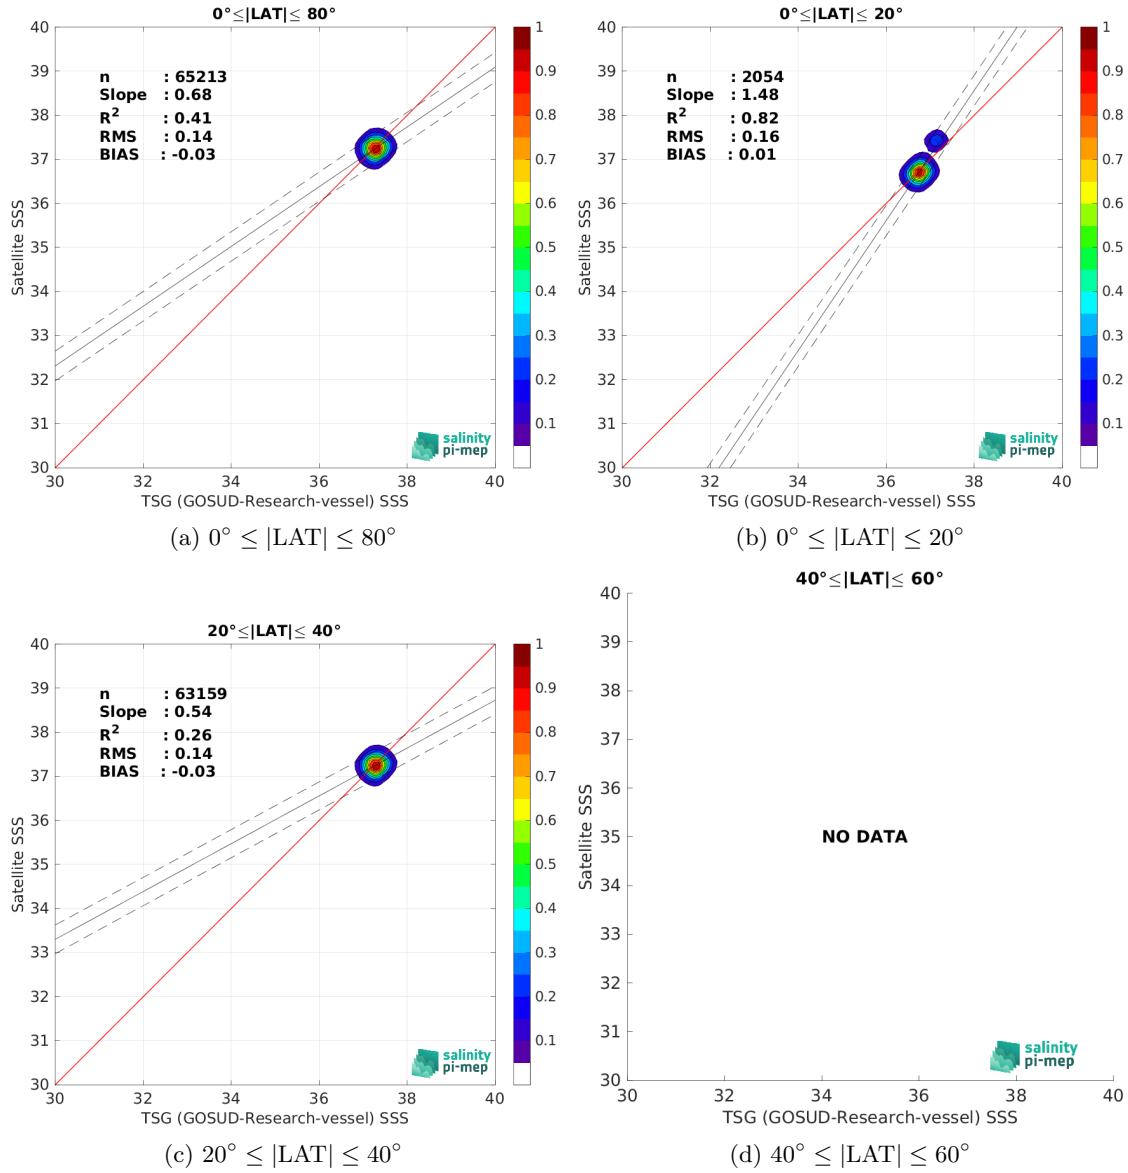 0°≤|LAT|≤ 80°
40
39
38
37
36
35
34
33
32
31
30
Satellite SSS
n : 65213
Slope : 0.68
R² : 0.41
RMS : 0.14
BIAS : -0.03
salinity
pi-mep
30 32 34 36 38 40
TSG (GOSUD-Research-vessel) SSS
1
0.9
0.8
0.7
0.6
0.5
0.4
0.3
0.2
0.1
(a) 0° ≤ |LAT| ≤ 80°
0°≤|LAT|≤ 20°
40
39
38
37
36
35
34
33
32
31
30
Satellite SSS
n : 2054
Slope : 1.48
R² : 0.82
RMS : 0.16
BIAS : 0.01
salinity
pi-mep
30 32 34 36 38 40
TSG (GOSUD-Research-vessel) SSS
1
0.9
0.8
0.7
0.6
0.5
0.4
0.3
0.2
0.1
(b) 0° ≤ |LAT| ≤ 20°
20°≤|LAT|≤ 40°
40
39
38
37
36
35
34
33
32
31
30
Satellite SSS
n : 63159
Slope : 0.54
R² : 0.26
RMS : 0.14
BIAS : -0.03
salinity
pi-mep
30 32 34 36 38 40
TSG (GOSUD-Research-vessel) SSS
1
0.9
0.8
0.7
0.6
0.5
0.4
0.3
0.2
0.1
(c) 20° ≤ |LAT| ≤ 40°
40°≤|LAT|≤ 60°
40
39
38
37
36
35
34
33
32
31
30
Satellite SSS
NO DATA
salinity
pi-mep
30 32 34 36 38 40
TSG (GOSUD-Research-vessel) SSS
(d) 40° ≤ |LAT| ≤ 60°